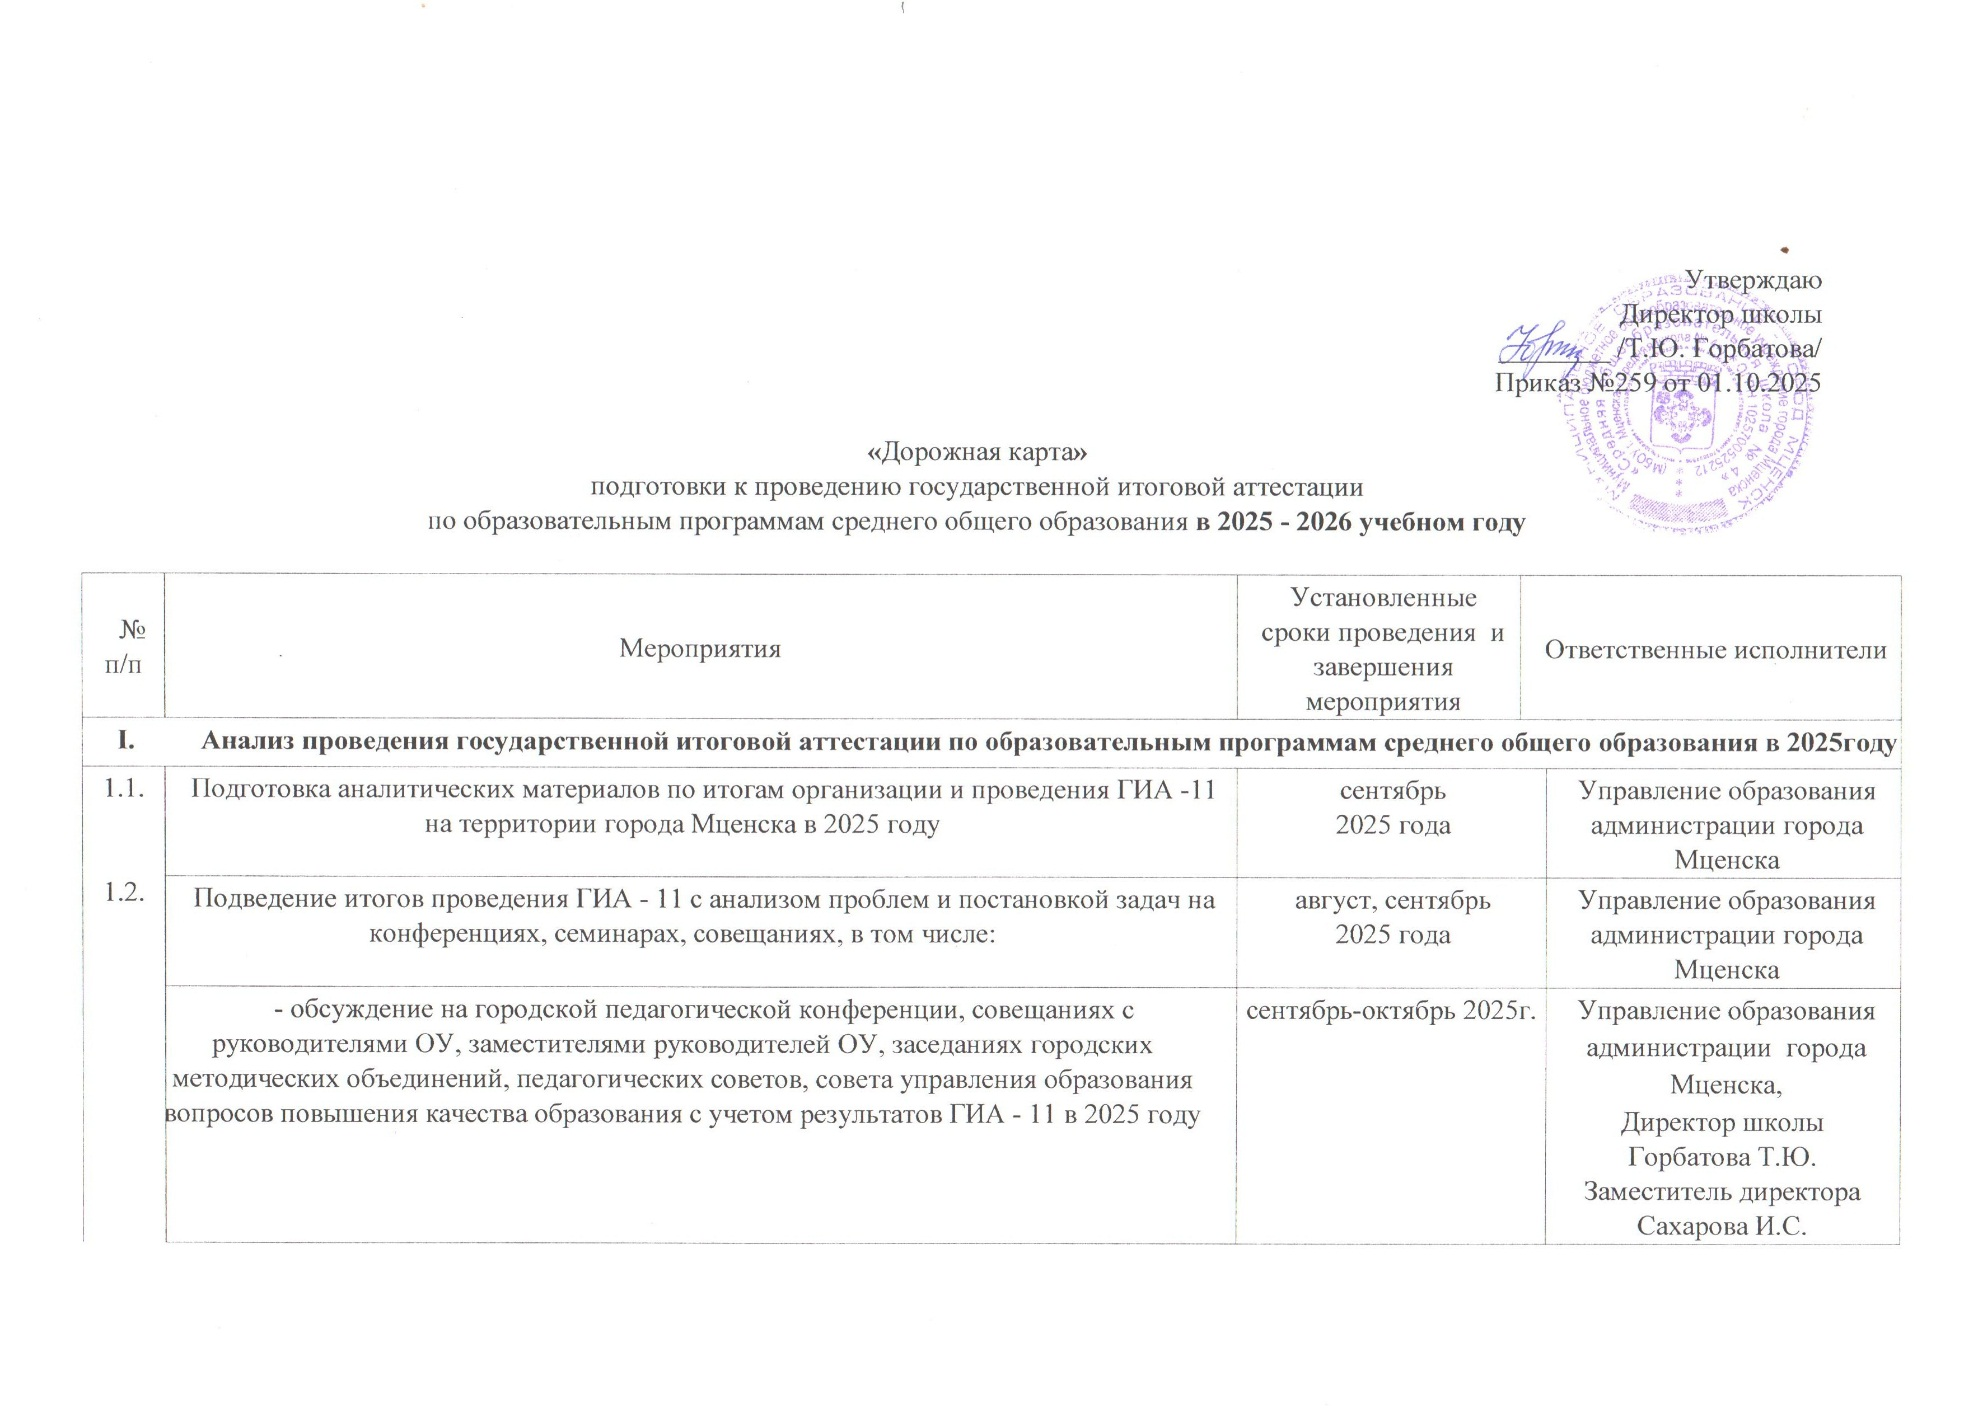 Утверждаю
Директор школы
/Т.Ю. Горбатова/
Приказ №259 от 01.10.2025
«Дорожная карта»
подготовки к проведению государственной итоговой аттестации
по образовательным программам среднего общего образования в 2025 - 2026 учебном году
№
п/п
Мероприятия
Установленные
сроки проведения и
завершения
мероприятия
Ответственные исполнители
I. Анализ проведения государственной итоговой аттестации по образовательным программам среднего общего образования в 2025году
1.1.
Подготовка аналитических материалов по итогам организации и проведения ГИА -11
на территории города Мценска в 2025 году
сентябрь
2025 года
Управление образования
администрации города
Мценска
1.2.
Подведение итогов проведения ГИА - 11 с анализом проблем и постановкой задач на
конференциях, семинарах, совещаниях, в том числе:
август, сентябрь
2025 года
Управление образования
администрации города
Мценска
- обсуждение на городской педагогической конференции, совещаниях с
руководителями ОУ, заместителями руководителей ОУ, заседаниях городских
методических объединений, педагогических советов, совета управления образования
вопросов повышения качества образования с учетом результатов ГИА - 11 в 2025 году
сентябрь-октябрь 2025г.
Управление образования
администрации города
Мценска,
Директор школы
Горбатова Т.Ю.
Заместитель директора
Сахарова И.С.